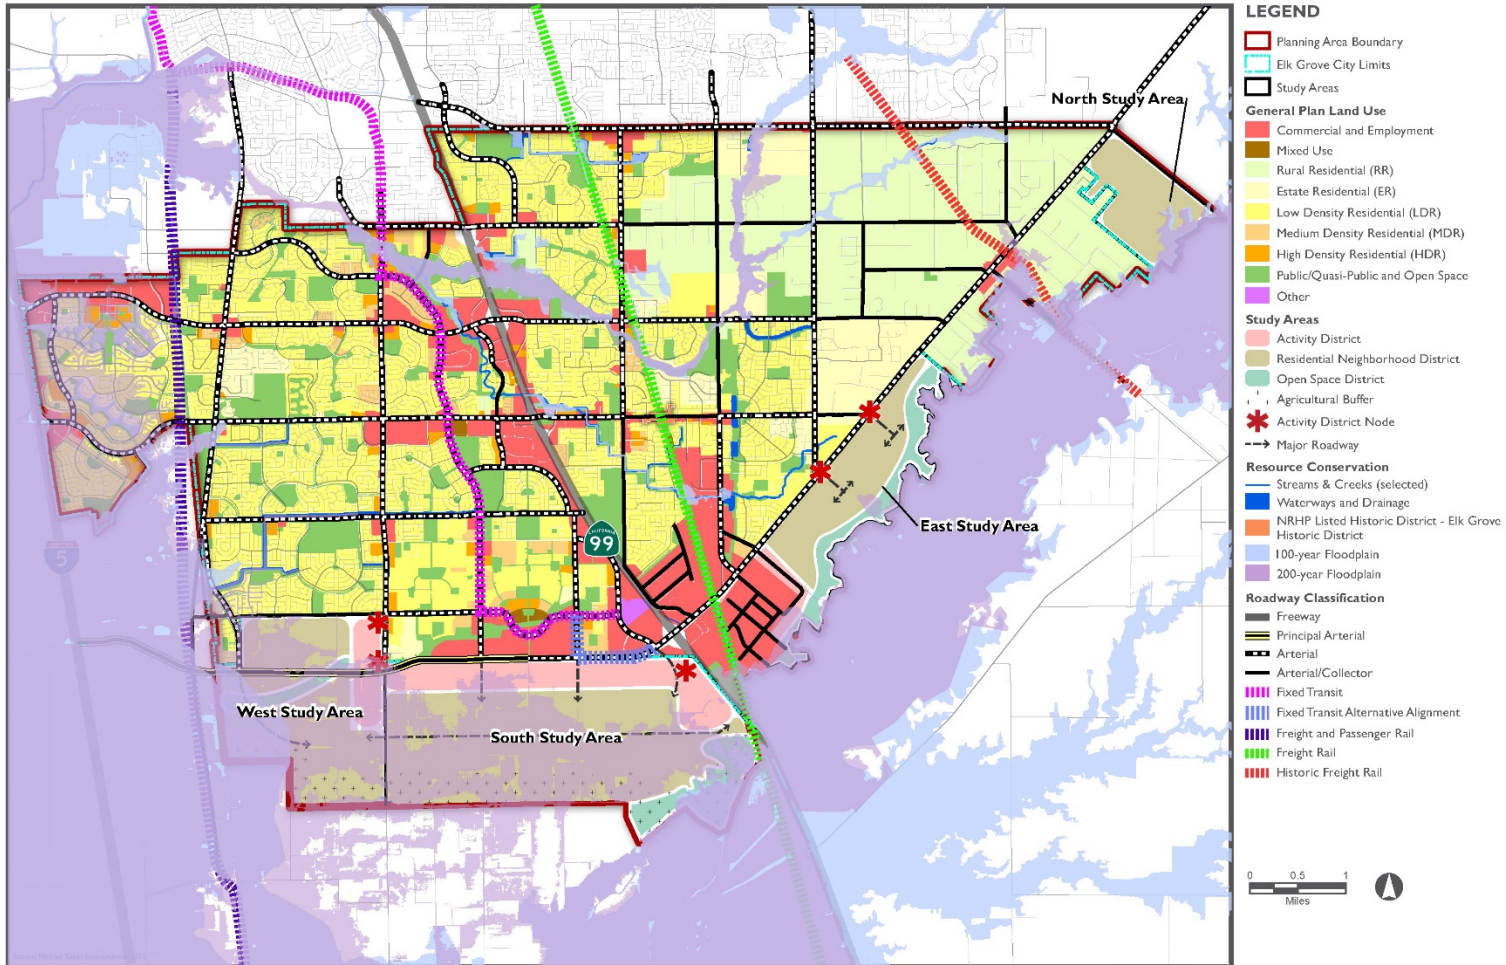 LEGEND
Planning Area Boundary
Elk Grove City Limits
Study Areas
General Plan Land Use
Commercial and Employment
Mixed Use
Rural Residential (RR)
Estate Residential (ER)
Low Density Residential (LDR)
Medium Density Residential (MDR)
High Density Residential (HDR)
Public/Quasi-Public and Open Space
Other
Study Areas
Activity District
Residential Neighborhood District
Open Space District
Agricultural Buffer
Activity District Node
Major Roadway
Resource Conservation
Streams & Creeks (selected)
Waterways and Drainage
NRHP Listed Historic District - Elk Grove
Historic District
100-year Floodplain
200-year Floodplain
Roadway Classification
Freeway
Principal Arterial
Arterial
Arterial/Collector
Fixed Transit
Fixed Transit Alternative Alignment
Freight and Passenger Rail
Freight Rail
Historic Freight Rail
0 0.5 1
Miles
North Study Area
East Study Area
CALIFORNIA
99
5
West Study Area
South Study Area